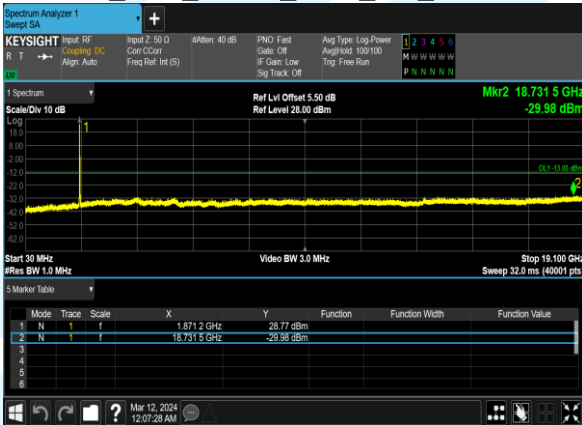 Spectrum Analyzer 1
Swept SA
+
KEYSIGHT Input: RF Input Z: 50 Ω #Atten: 40 dB PNO: Fast Avg Type: Log-Power 1 2 3 4 5 6
R T Coupling: DC Corr CCorr Gate: Off Avg|Hold: 100/100 M W W W W W
Align: Auto Freq Ref: Int (S) IF Gain: Low Trig: Free Run
LU Sig Track: Off P N N N N N
1 Spectrum
Ref Lvl Offset 5.50 dB Mkr2 18.731 5 GHz
Scale/Div 10 dB Ref Level 28.00 dBm -29.98 dBm
Log
1
18.0
8.00
-2.00
-12.0
DL1 -13.00 dBm
-22.0
2
-32.0
-42.0
-52.0
-62.0
Start 30 MHz Video BW 3.0 MHz Stop 19.100 GHz
#Res BW 1.0 MHz Sweep 32.0 ms (40001 pts)
5 Marker Table
Mode Trace Scale X Y Function Function Width Function Value
1 N 1 f 1.871 2 GHz 28.77 dBm
2 N 1 f 18.731 5 GHz -29.98 dBm
3
4
5
6
? Mar 12, 2024
12:07:28 AM